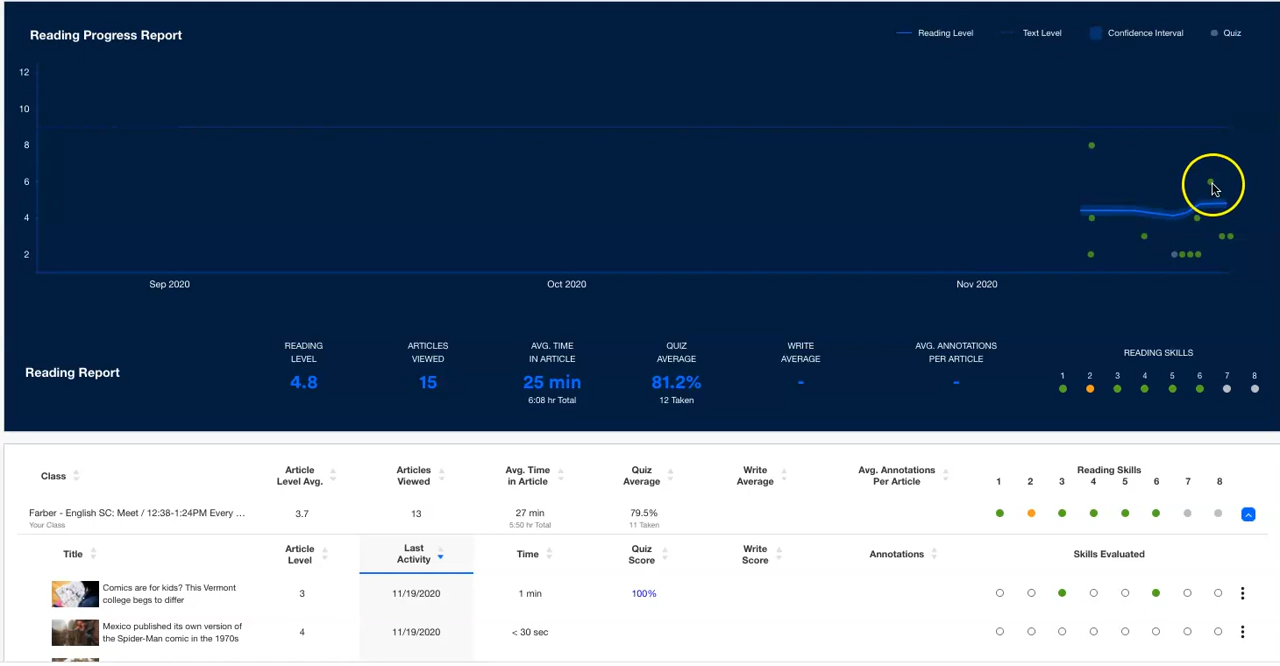 Reading Progress Report
Reading Level
Text Level
Confidence Interval
Quiz
12
10
8
6
4
2
Sep 2020
Oct 2020
Nov 2020
Reading Report
READING
LEVEL
4.8
ARTICLES
VIEWED
15
AVG. TIME
IN ARTICLE
25 min
6:08 hr Total
QUIZ
AVERAGE
81.2%
12 Taken
WRITE
AVERAGE
-
AVG. ANNOTATIONS
PER ARTICLE
-
READING SKILLS
1 2 3 4 5 6 7 8
Class
Article
Level Avg.
Articles
Viewed
Avg. Time
in Article
Quiz
Average
Write
Average
Avg. Annotations
Per Article
Reading Skills
1 2 3 4 5 6 7 8
Farber - English SC: Meet / 12:38-1:24PM Every ...
Your Class
3.7
13
27 min
5:50 hr Total
79.5%
11 Taken
Title
Article
Level
Last
Activity
Time
Quiz
Score
Write
Score
Annotations
Skills Evaluated
Comics are for kids? This Vermont
college begs to differ
3
11/19/2020
1 min
100%
Mexico published its own version of
the Spider-Man comic in the 1970s
4
11/19/2020
< 30 sec